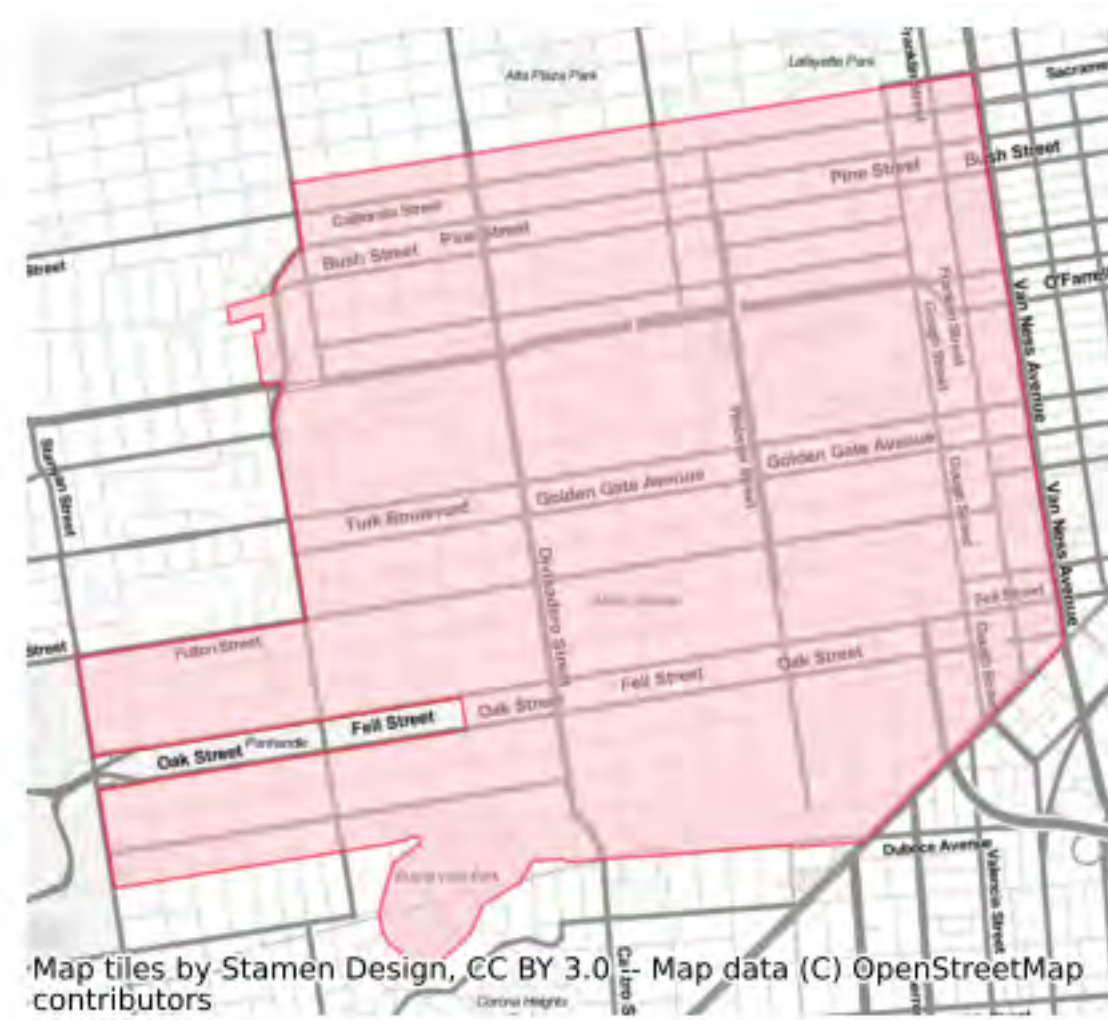 Alta Plaza Park
Lafayette Park
Franklin Street
Sacrame
Bush Street
Pine Street
California Street
Pine Street
Bush Street
Street
O'Farrel
Franklin Street
Gough Street
Van Ness Avenue
Stanyan Street
Webster Street
Golden Gate Avenue
Golden Gate Avenue
Turk Boulevard
Gough Street
Van Ness Avenue
Divisadero Street
Fell Street
Street
Fulton Street
Gough Street
Oak Street
Fell Street
Oak Street
Fell Street
Panhandle
Oak Street
Duboce Avenue
Valencia Street
Buena Vista Park
Castro S
Corona Heights
Map tiles by Stamen Design, CC BY 3.0 -- Map data (C) OpenStreetMap
contributors